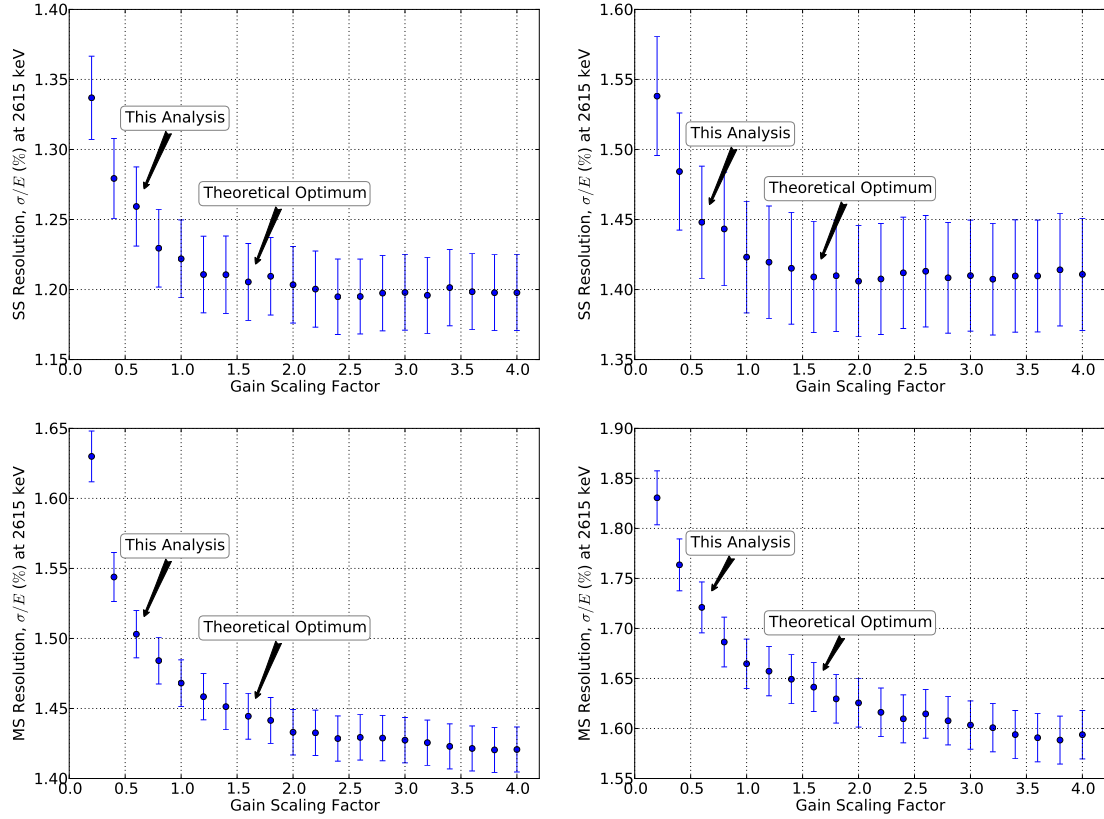 1.40
1.35
1.30
1.25
1.20
1.15
SS Resolution, σ/E (%) at 2615 keV
This Analysis
Theoretical Optimum
0.0 0.5 1.0 1.5 2.0 2.5 3.0 3.5 4.0
Gain Scaling Factor
1.60
1.55
1.50
1.45
1.40
1.35
SS Resolution, σ/E (%) at 2615 keV
This Analysis
Theoretical Optimum
0.0 0.5 1.0 1.5 2.0 2.5 3.0 3.5 4.0
Gain Scaling Factor
1.65
1.60
1.55
1.50
1.45
1.40
MS Resolution, σ/E (%) at 2615 keV
This Analysis
Theoretical Optimum
0.0 0.5 1.0 1.5 2.0 2.5 3.0 3.5 4.0
Gain Scaling Factor
1.90
1.85
1.80
1.75
1.70
1.65
1.60
1.55
MS Resolution, σ/E (%) at 2615 keV
This Analysis
Theoretical Optimum
0.0 0.5 1.0 1.5 2.0 2.5 3.0 3.5 4.0
Gain Scaling Factor